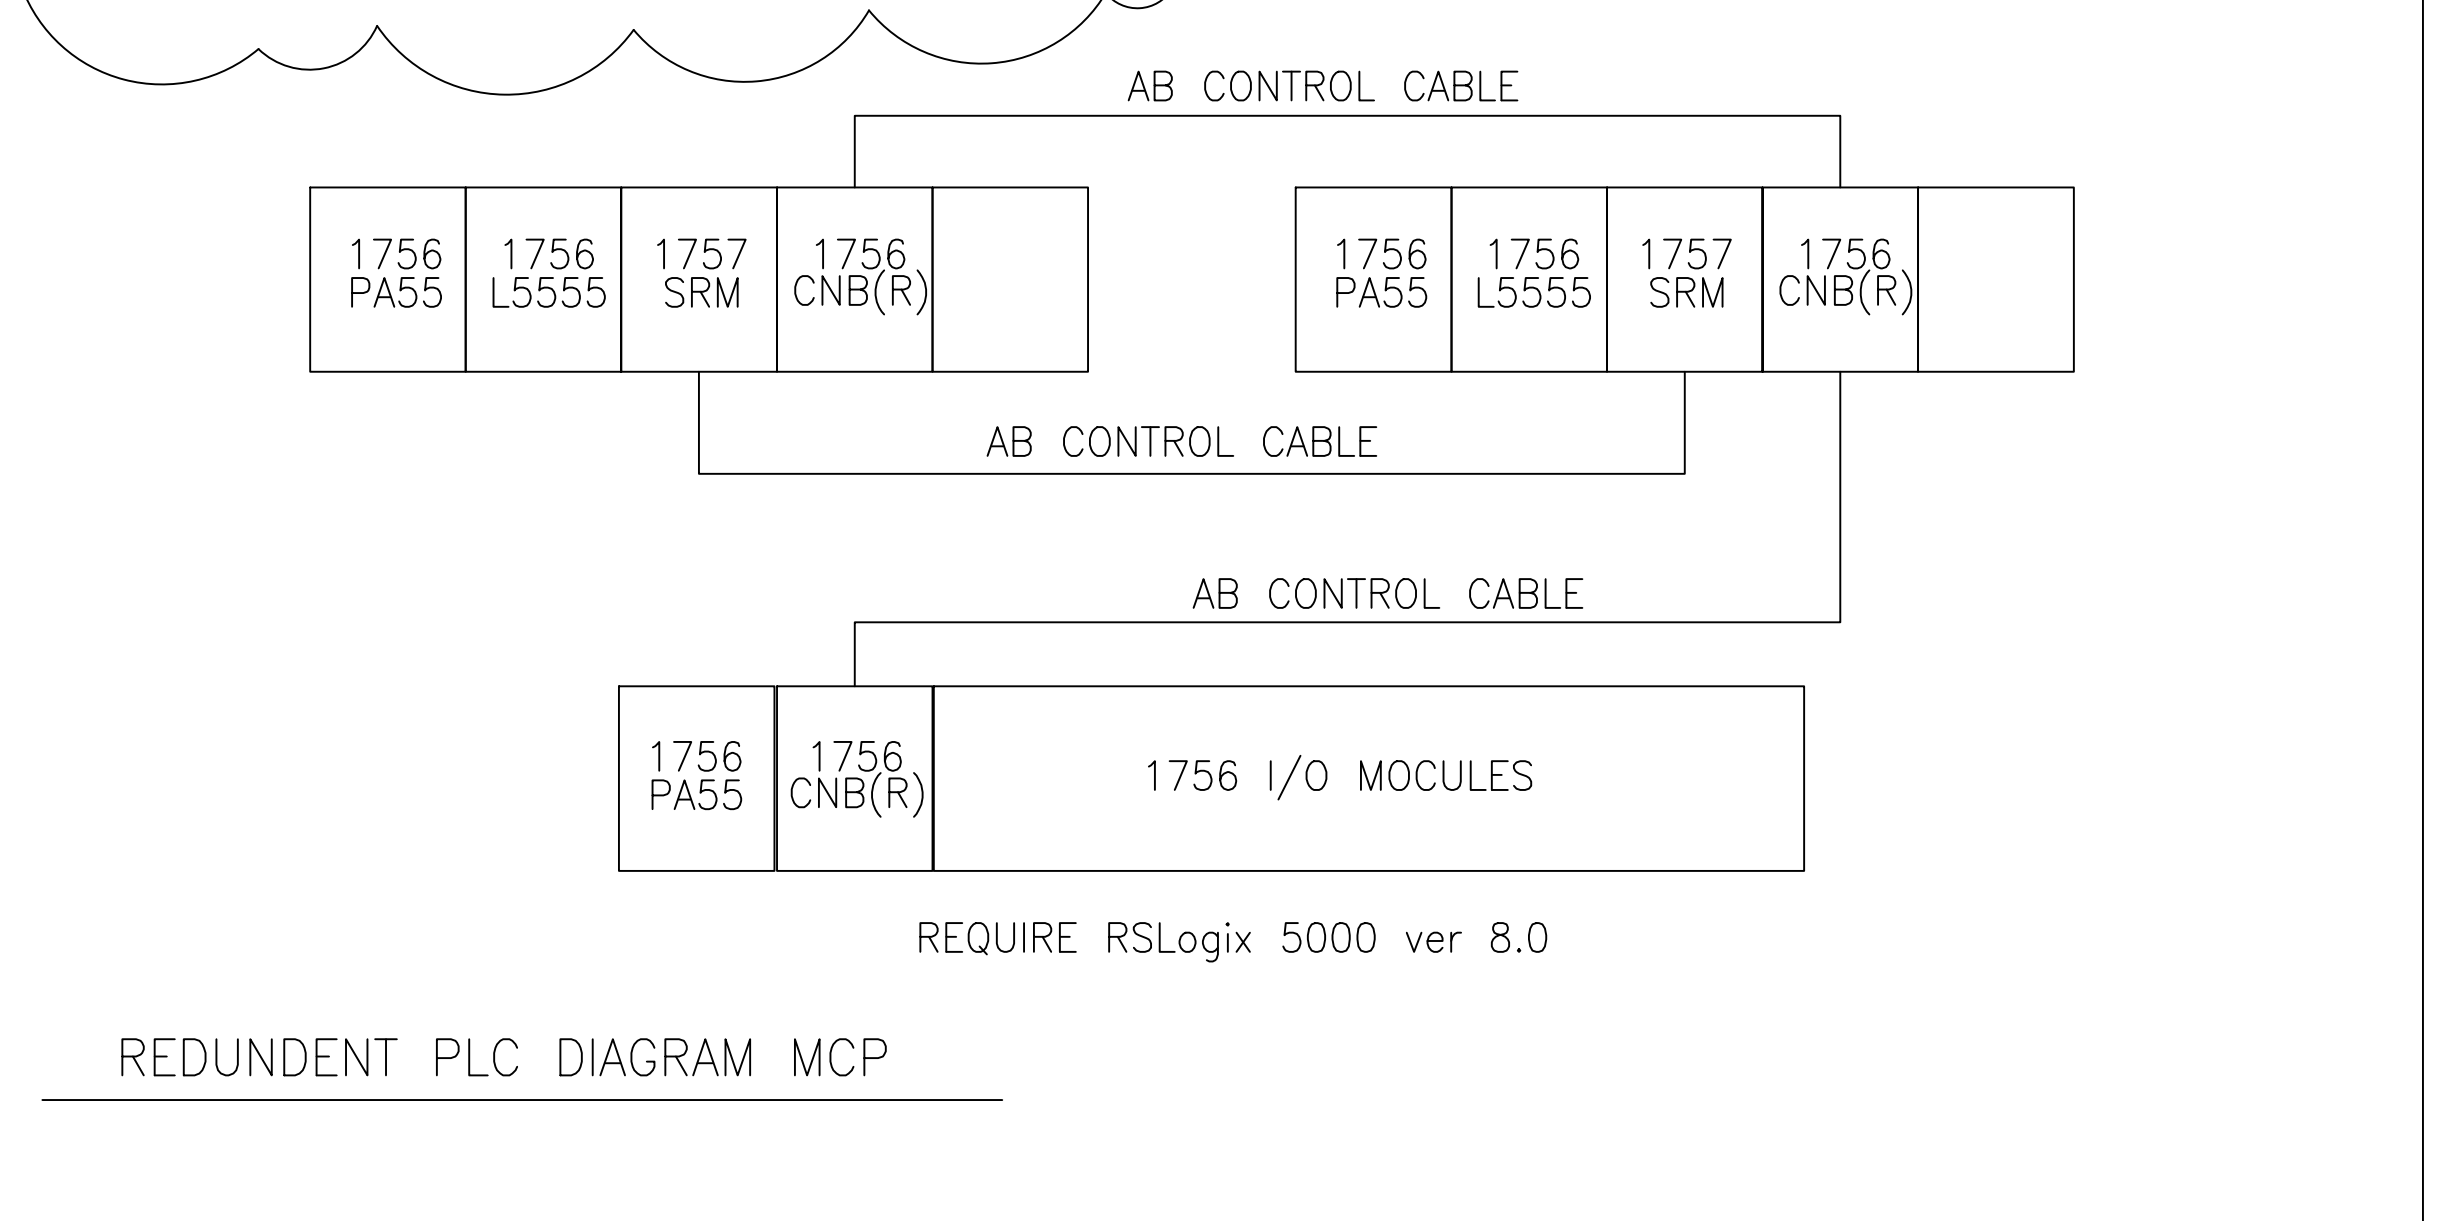 AB CONTROL CABLE
1756
PA55
1756
L5555
1757
SRM
1756
CNB(R)
1756
PA55
1756
L5555
1757
SRM
1756
CNB(R)
AB CONTROL CABLE
AB CONTROL CABLE
1756
PA55
1756
CNB(R)
1756 I/O MOCULES
REQUIRE RSLogix 5000 ver 8.0
REDUNDENT PLC DIAGRAM MCP